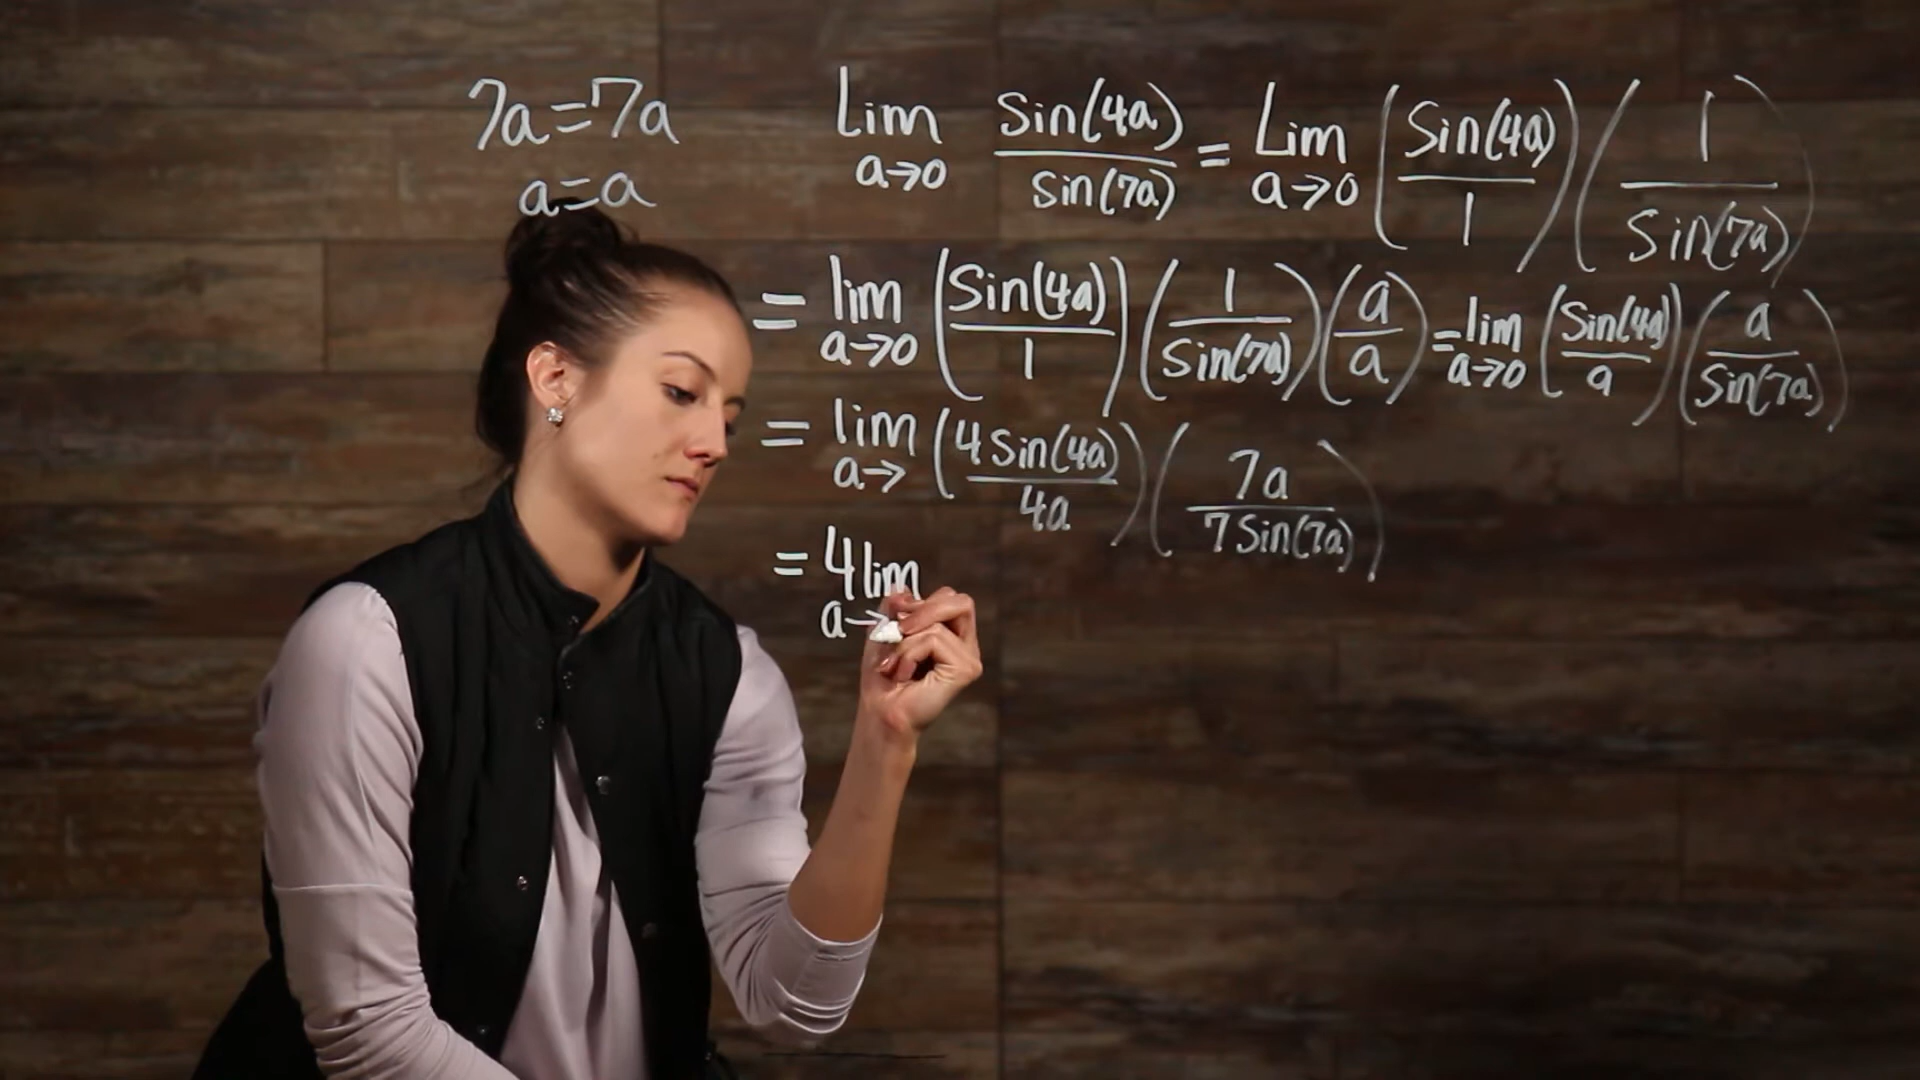 7a=7a
a=a
Lim a→0 Sin(4a)/Sin(7a) = Lim a→0 (Sin(4a)/1)(1/Sin(7a))
= lim a→0 (Sin(4a)/1)(1/Sin(7a))(a/a) = lim a→0 (Sin(4a)/a)(a/Sin(7a))
= lim a→ (4 Sin(4a)/4a)(7a/7 Sin(7a))
= 4 lim a→